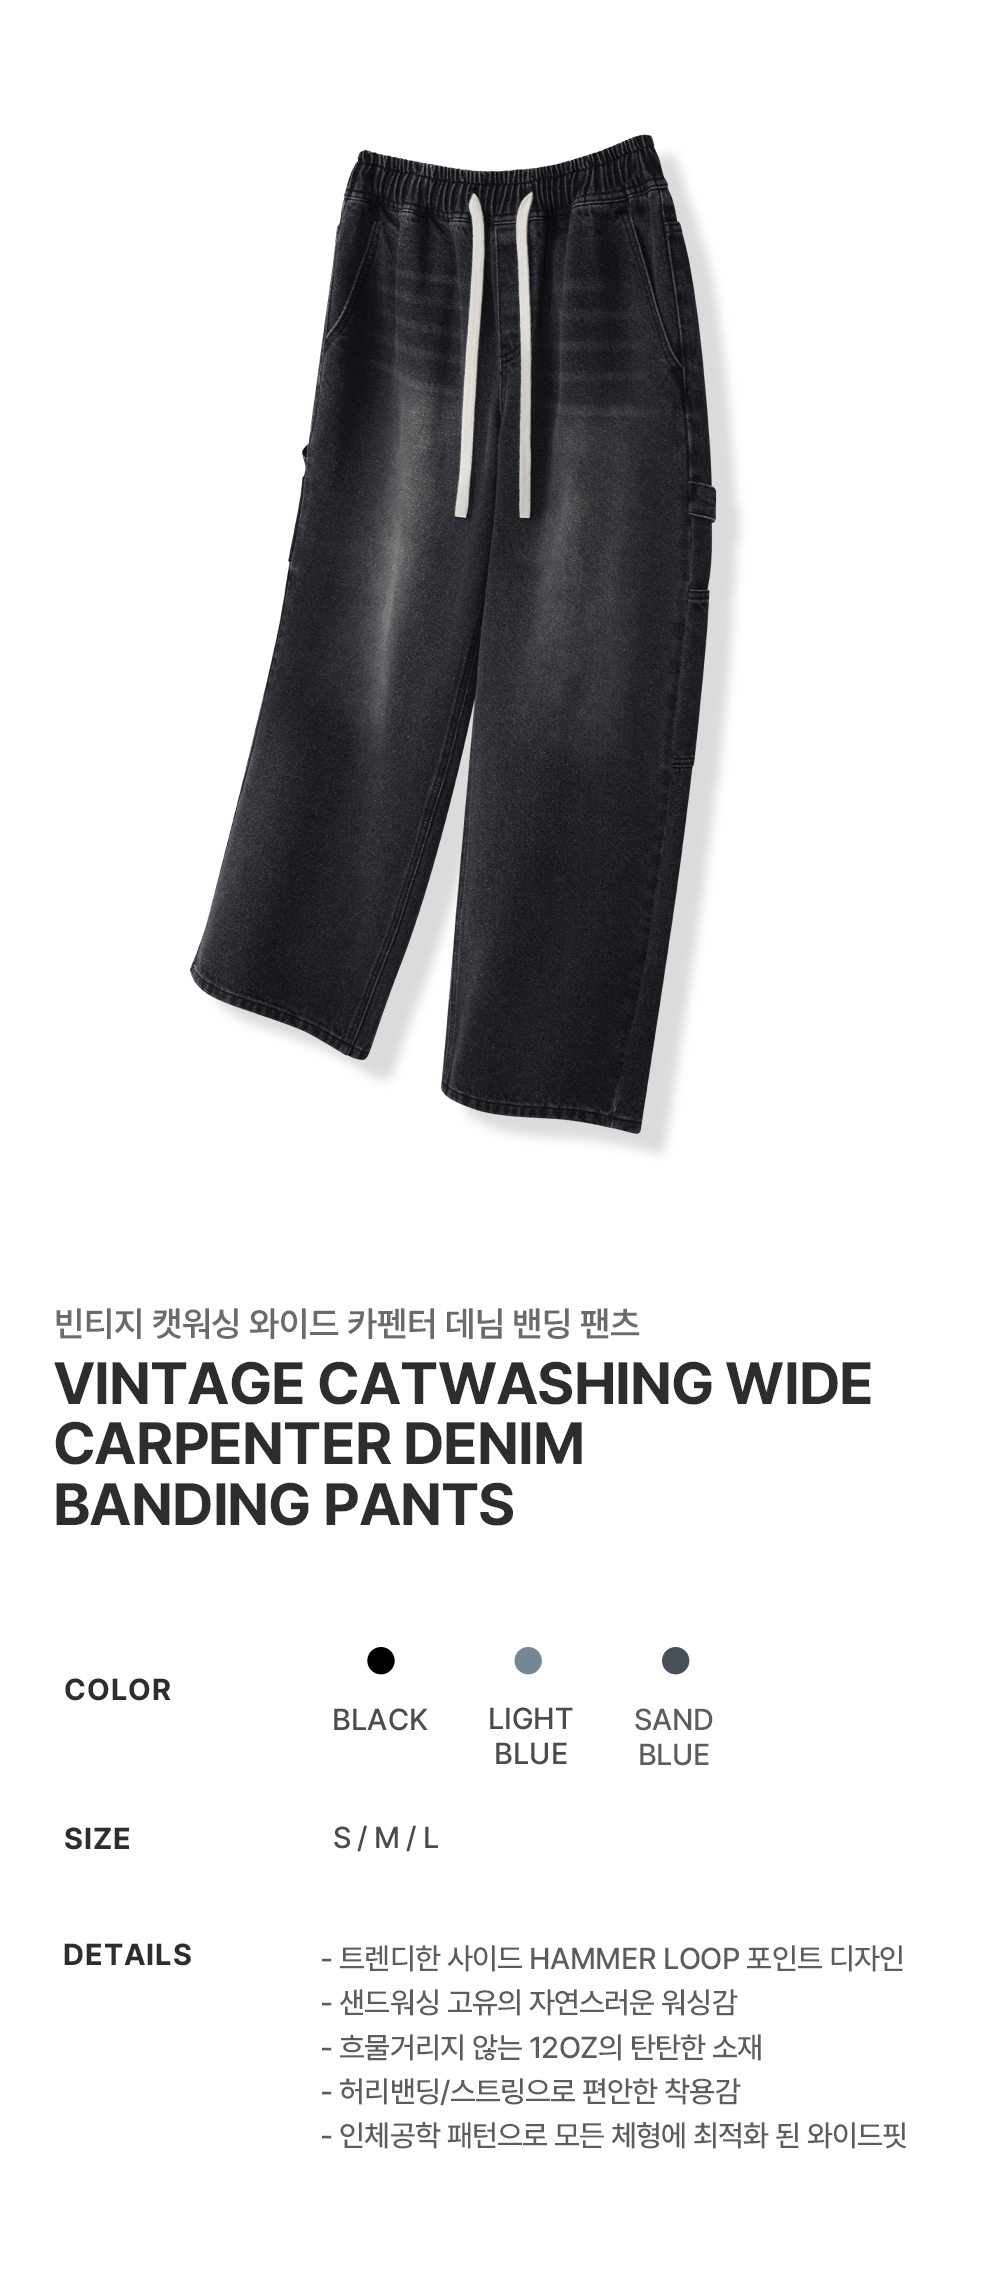 빈티지 캣워싱 와이드 카펜터 데님 밴딩 팬츠
VINTAGE CATWASHING WIDE
CARPENTER DENIM
BANDING PANTS
COLOR
BLACK
LIGHT
BLUE
SAND
BLUE
SIZE
S / M / L
DETAILS
- 트렌디한 사이드 HAMMER LOOP 포인트 디자인
- 샌드워싱 고유의 자연스러운 워싱감
- 흐물거리지 않는 12OZ의 탄탄한 소재
- 허리밴딩/스트링으로 편안한 착용감
- 인체공학 패턴으로 모든 체형에 최적화 된 와이드핏